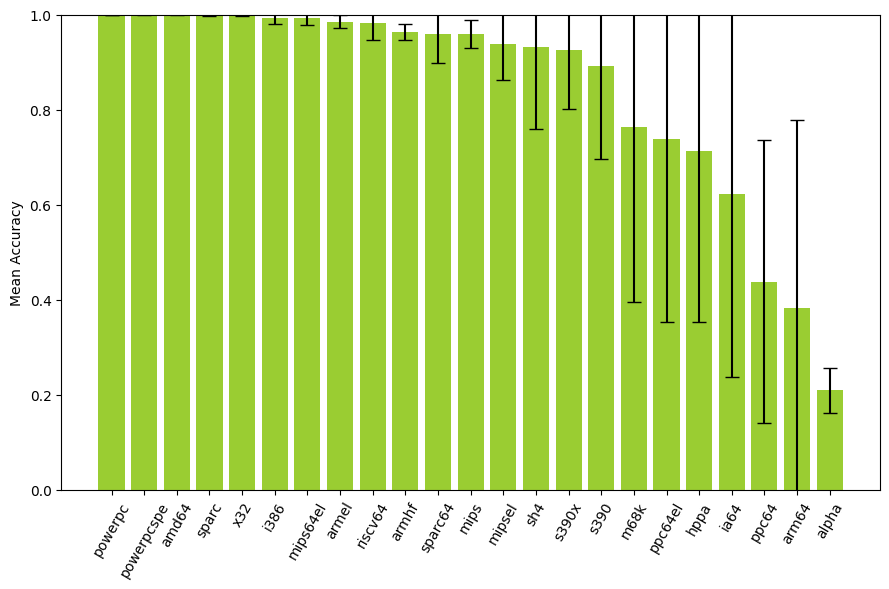 1.0
0.8
0.6
0.4
0.2
0.0
Mean Accuracy
powerpc
powerpcspe
amd64
sparc
x32
i386
mips64el
armel
riscv64
armhf
sparc64
mips
mipsel
sh4
s390x
s390
m68k
ppc64el
hppa
ia64
ppc64
arm64
alpha